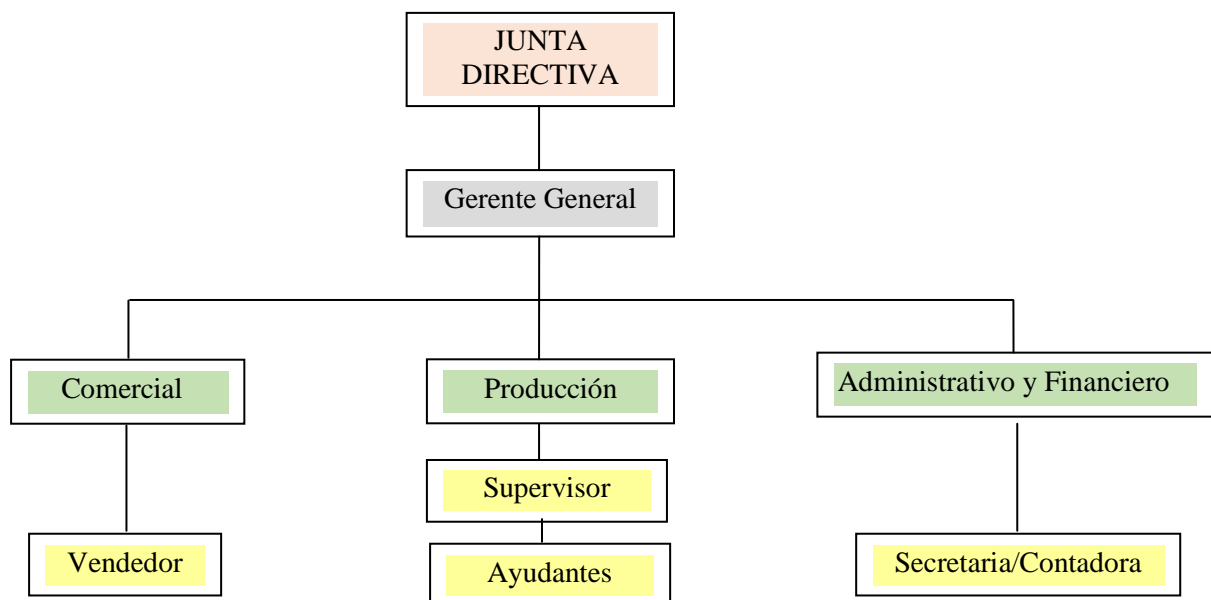 JUNTA
DIRECTIVA
Gerente General
Comercial
Producción
Administrativo y Financiero
Supervisor
Vendedor
Ayudantes
Secretaria/Contadora